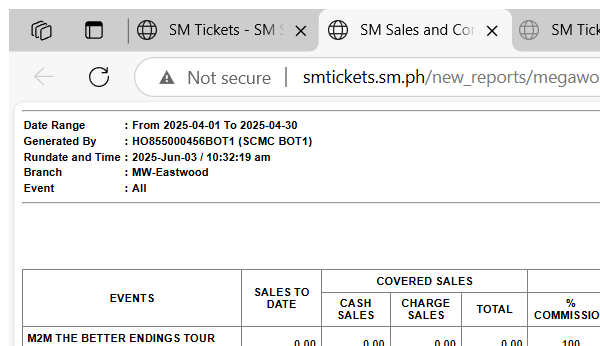 SM Tickets - SM S
SM Sales and Cor
SM Tick
Not secure
smtickets.sm.ph/new_reports/megawo
Date Range : From 2025-04-01 To 2025-04-30
Generated By : HO855000456BOT1 (SCMC BOT1)
Rundate and Time : 2025-Jun-03 / 10:32:19 am
Branch : MW-Eastwood
Event : All
EVENTS
SALES TO
DATE
COVERED SALES
CASH
SALES
CHARGE
SALES
TOTAL
%
COMMISSIO
M2M THE BETTER ENDINGS TOUR
0.00 0.00 0.00 0.00 100